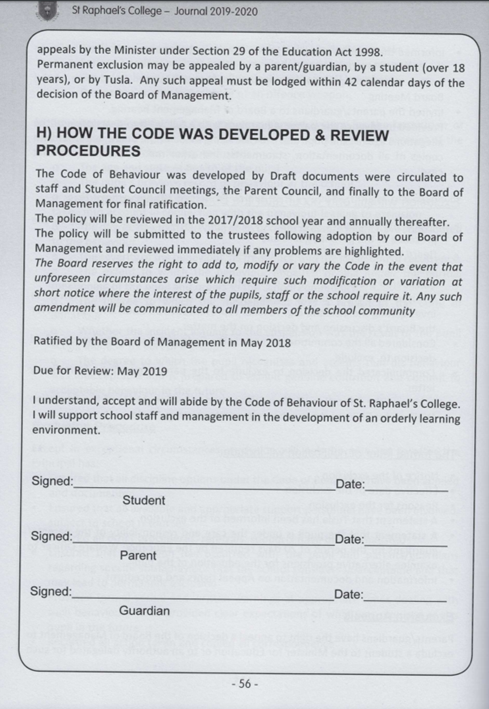 St Raphael's College – Journal 2019-2020
appeals by the Minister under Section 29 of the Education Act 1998.
Permanent exclusion may be appealed by a parent/guardian, by a student (over 18
years), or by Tusla. Any such appeal must be lodged within 42 calendar days of the
decision of the Board of Management.
H) HOW THE CODE WAS DEVELOPED & REVIEW
PROCEDURES
The Code of Behaviour was developed by Draft documents were circulated to
staff and Student Council meetings, the Parent Council, and finally to the Board of
Management for final ratification.
The policy will be reviewed in the 2017/2018 school year and annually thereafter.
The policy will be submitted to the trustees following adoption by our Board of
Management and reviewed immediately if any problems are highlighted.
The Board reserves the right to add to, modify or vary the Code in the event that
unforeseen circumstances arise which require such modification or variation at
short notice where the interest of the pupils, staff or the school require it. Any such
amendment will be communicated to all members of the school community
Ratified by the Board of Management in May 2018
Due for Review: May 2019
I understand, accept and will abide by the Code of Behaviour of St. Raphael's College.
I will support school staff and management in the development of an orderly learning
environment.
Signed:______________________________Date:__________
Student
Signed:______________________________Date:__________
Parent
Signed:______________________________Date:__________
Guardian
- 56 -